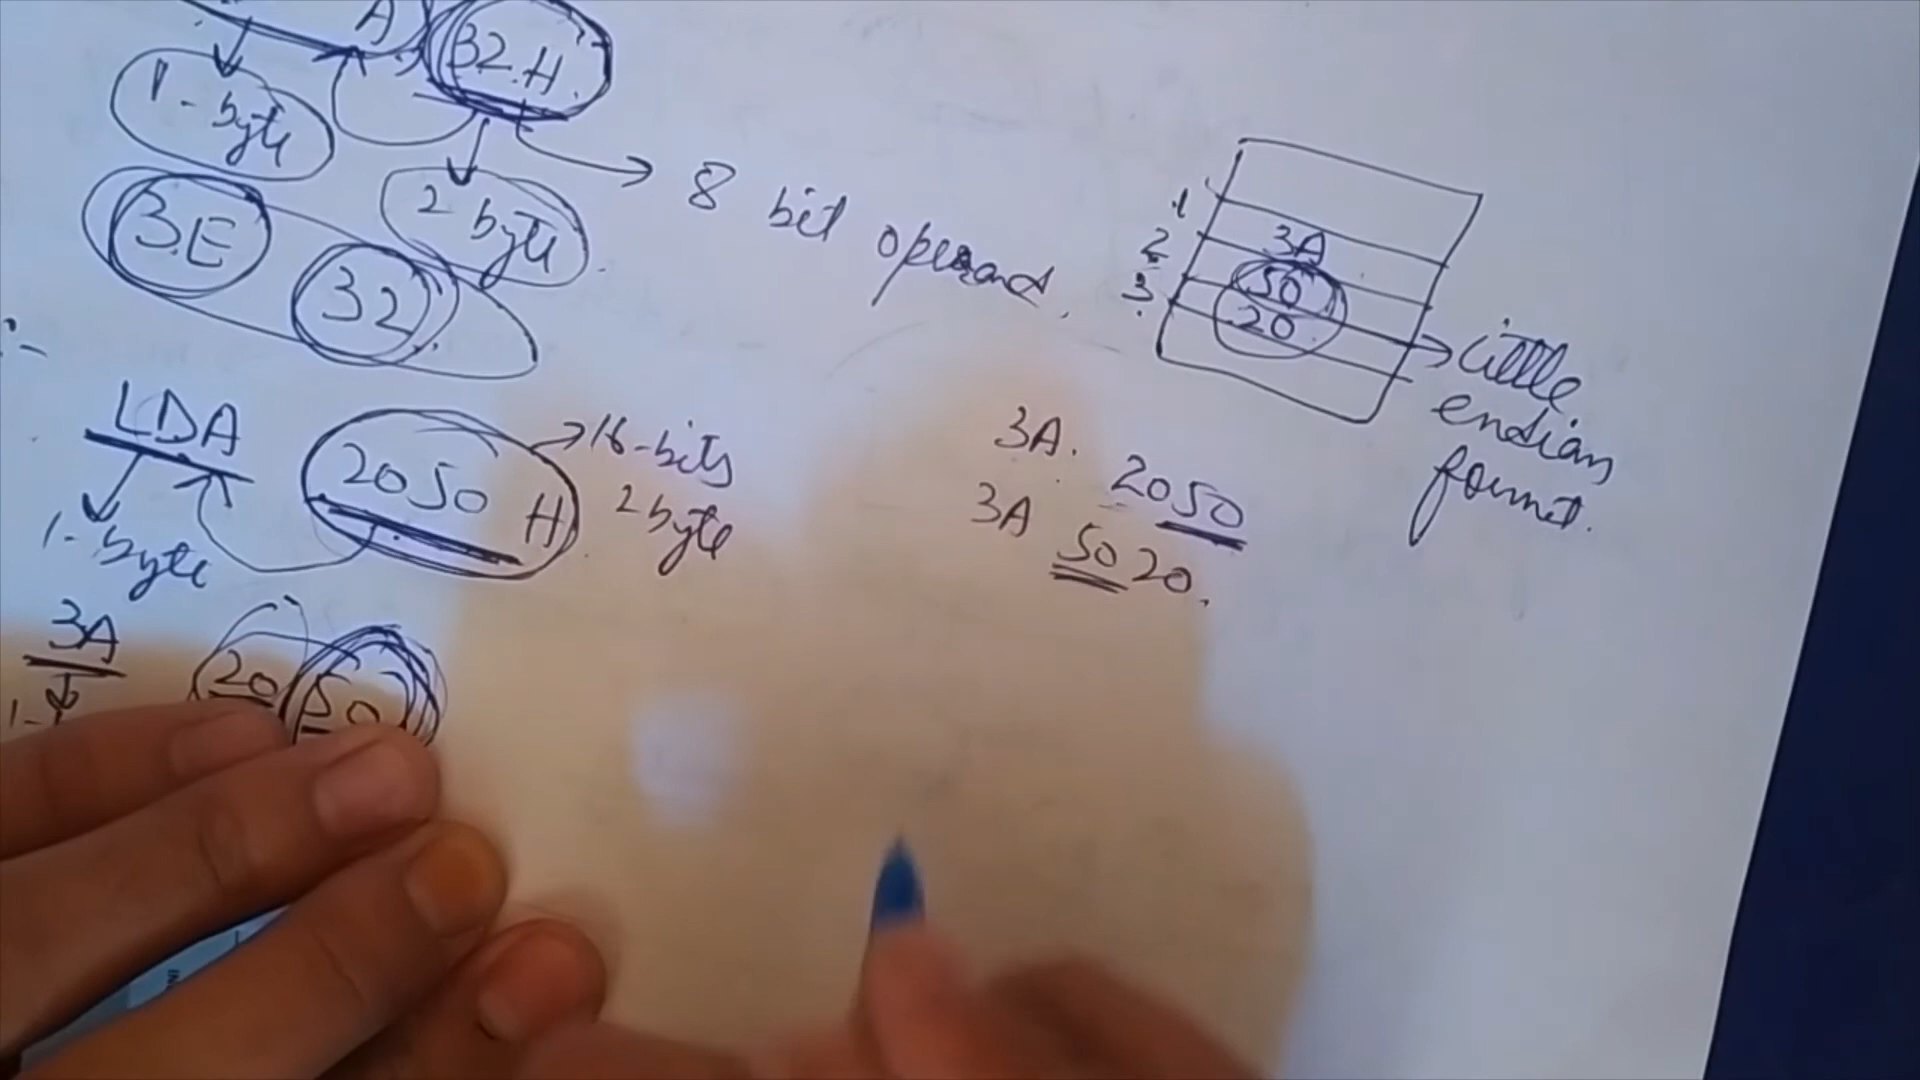 A, 32.H
1-byte
2 byte
8 bit operand.
3E
32
:-
LDA 2050 H
16-bits
2 byte
1-byte
3A 20 50
1
2
3
3A
50
20
little
endian
format.
3A. 2050
3A 5020.